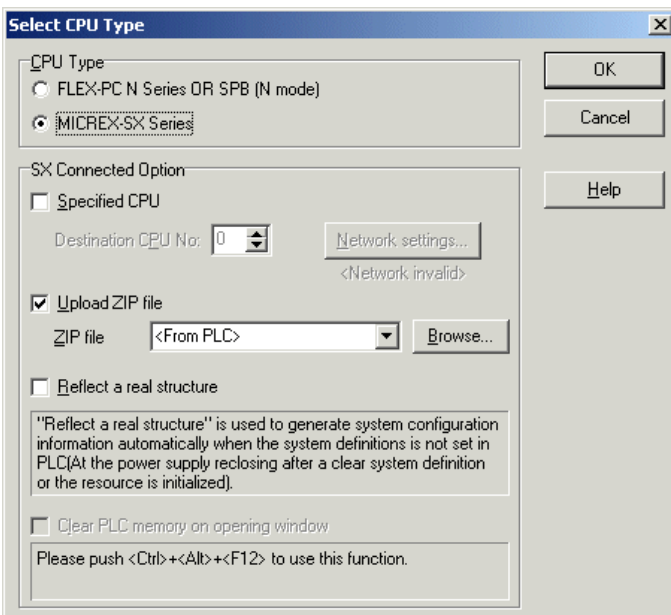 Select CPU Type
CPU Type
FLEX-PC N Series OR SPB (N mode)
MICREX-SX Series
OK
Cancel
Help
SX Connected Option
Specified CPU
Destination CPU No: 0
Network settings...
<Network invalid>
Upload ZIP file
ZIP file <From PLC> Browse...
Reflect a real structure
"Reflect a real structure" is used to generate system configuration
information automatically when the system definitions is not set in
PLC(At the power supply reclosing after a clear system definition
or the resource is initialized).
Clear PLC memory on opening window
Please push <Ctrl>+<Alt>+<F12> to use this function.